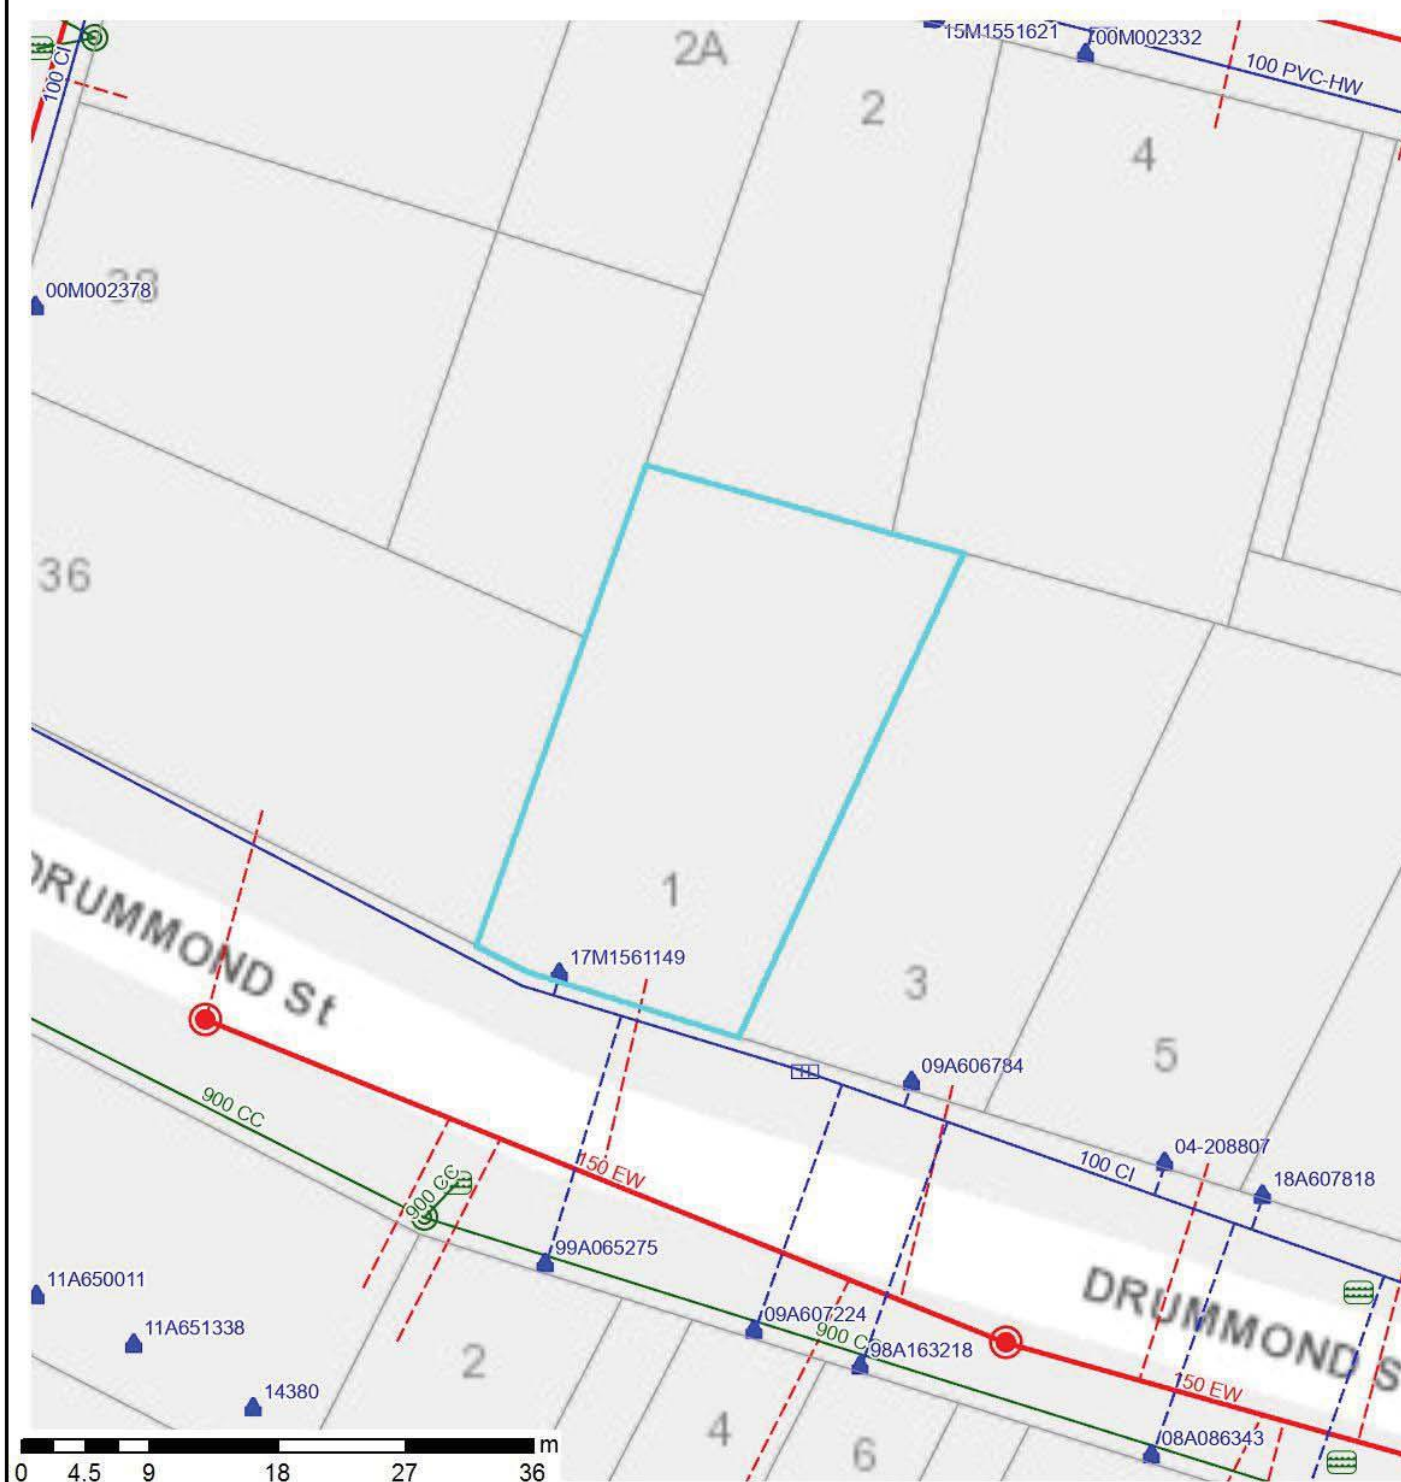 15M1551621
00M002332
2A
100 CI
100 PVC-HW
2
4
38
00M002378
36
1
17M1561149
DRUMMOND St
3
09A606784
5
04-208807
100 CI
18A607818
900 CC
150 EW
900 CC
99A065275
11A650011
DRUMMOND S
11A651338
09A607224
900 C
98A163218
2
150 EW
14380
4
6
08A086343
m
0 4.5 9 18 27 36